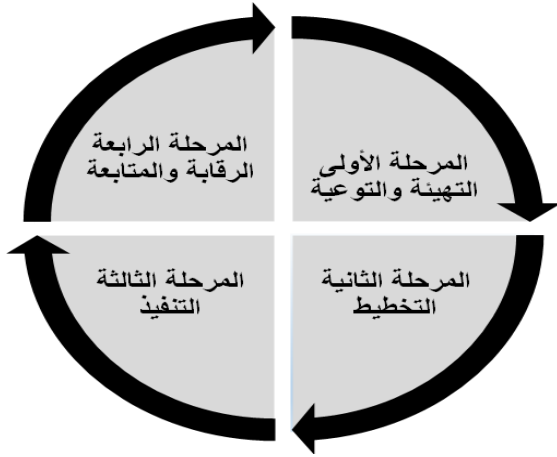 المرحلة الأولى
التهيئة والتوعية
المرحلة الثانية
التخطيط
المرحلة الثالثة
التنفيذ
المرحلة الرابعة
الرقابة والمتابعة